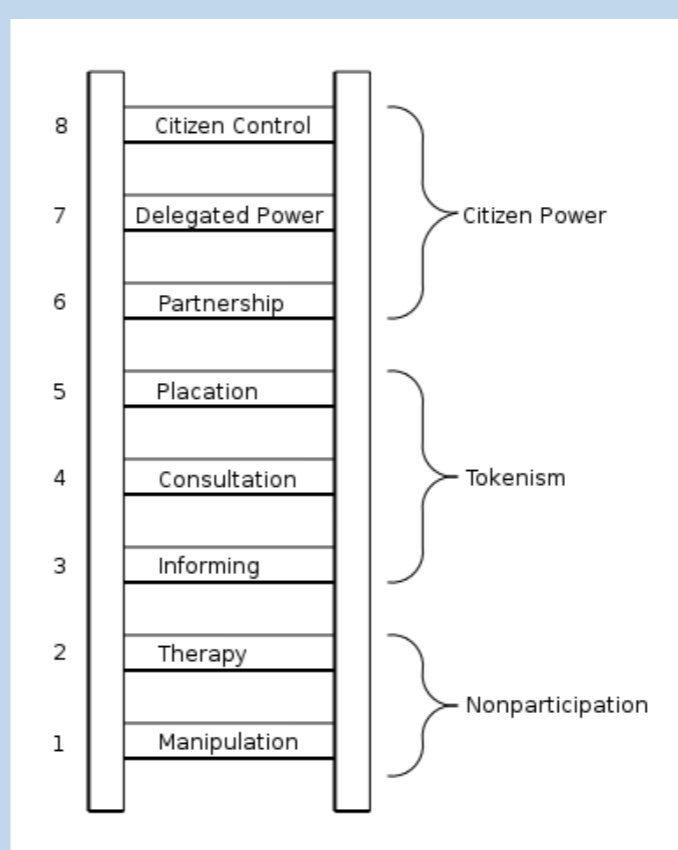 8 Citizen Control
7 Delegated Power
Citizen Power
6 Partnership
5 Placation
4 Consultation
Tokenism
3 Informing
2 Therapy
Nonparticipation
1 Manipulation